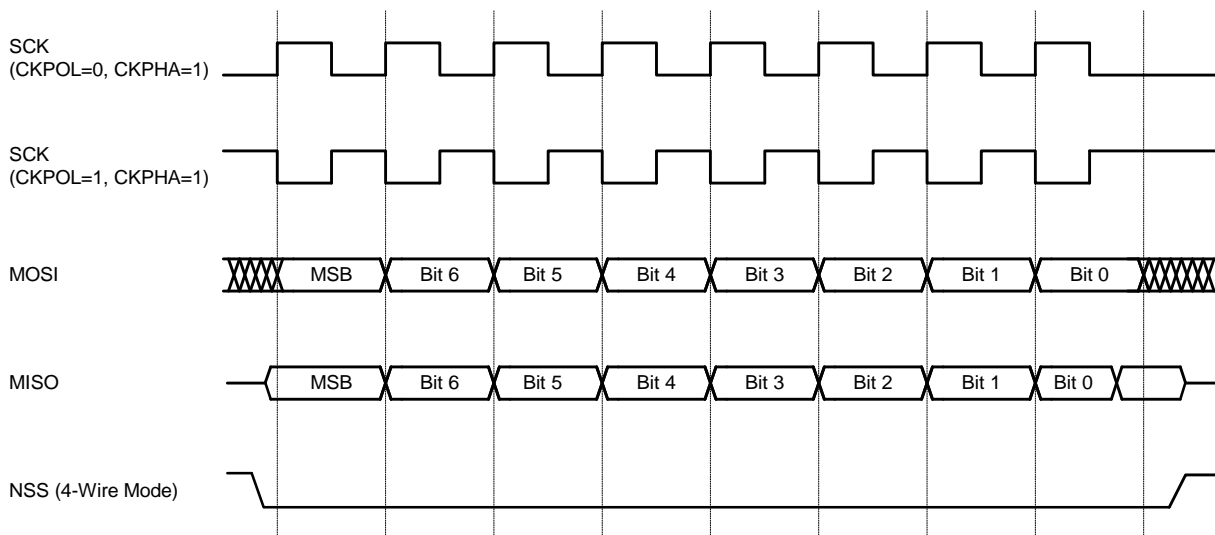 SCK
(CKPOL=0, CKPHA=1)
SCK
(CKPOL=1, CKPHA=1)
MOSI
MSB Bit 6 Bit 5 Bit 4 Bit 3 Bit 2 Bit 1 Bit 0
MISO
MSB Bit 6 Bit 5 Bit 4 Bit 3 Bit 2 Bit 1 Bit 0
NSS (4-Wire Mode)